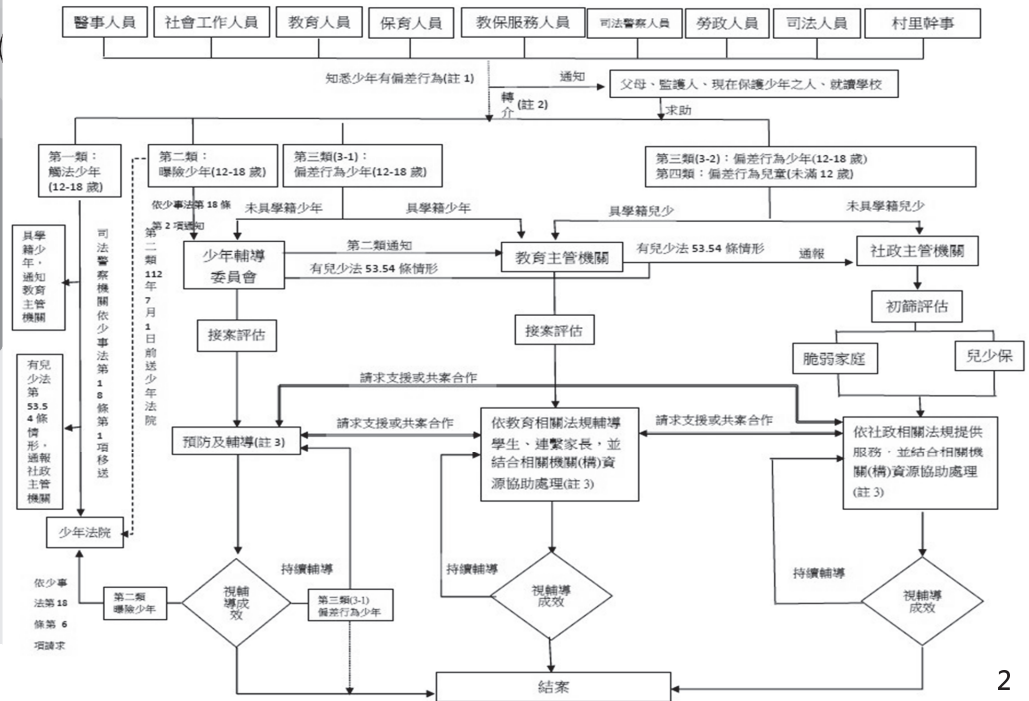 醫事人員
社會工作人員
教育人員
保育人員
教保服務人員
司法警察人員
勞政人員
司法人員
村里幹事
知悉少年有偏差行為(註 1)
通知
父母、監護人、現在保護少年之人、就讀學校
轉介
(註 2)
求助
第一類：
觸法少年
(12-18 歲)
第二類：
曝險少年(12-18 歲)
第三類(3-1)：
偏差行為少年(12-18 歲)
第三類(3-2)：偏差行為少年(12-18 歲)
第四類：偏差行為兒童(未滿 12 歲)
依少事法第 18 條
第 2 項通知
未具學籍少年
具學籍少年
具學籍兒少
未具學籍兒少
具學
籍少
年，
通知
教育
主管
機關
司法警察機關依少事法第18條第1項移送
第二類112年7月1日前送少年法院
少年輔導
委員會
第二類通知
有兒少法 53.54 條情形
教育主管機關
有兒少法 53.54 條情形
通報
社政主管機關
初篩評估
接案評估
接案評估
脆弱家庭
兒少保
有兒
少法
第
53.5
4 條
情
形，
通報
社政
主管
機關
請求支援或共案合作
預防及輔導(註 3)
請求支援或共案合作
依教育相關法規輔導
學生、連繫家長，並
結合相關機關(構)資
源協助處理(註 3)
請求支援或共案合作
依社政相關法規提供
服務，並結合相關機
關(構)資源協助處理
(註 3)
少年法院
依少事
法第 18
條第 6
項請求
第二類
曝險少年
視輔
導成
效
持續輔導
第三類(3-1)
偏差行為少年
持續輔導
視輔導
成效
持續輔導
視輔導
成效
結案
2